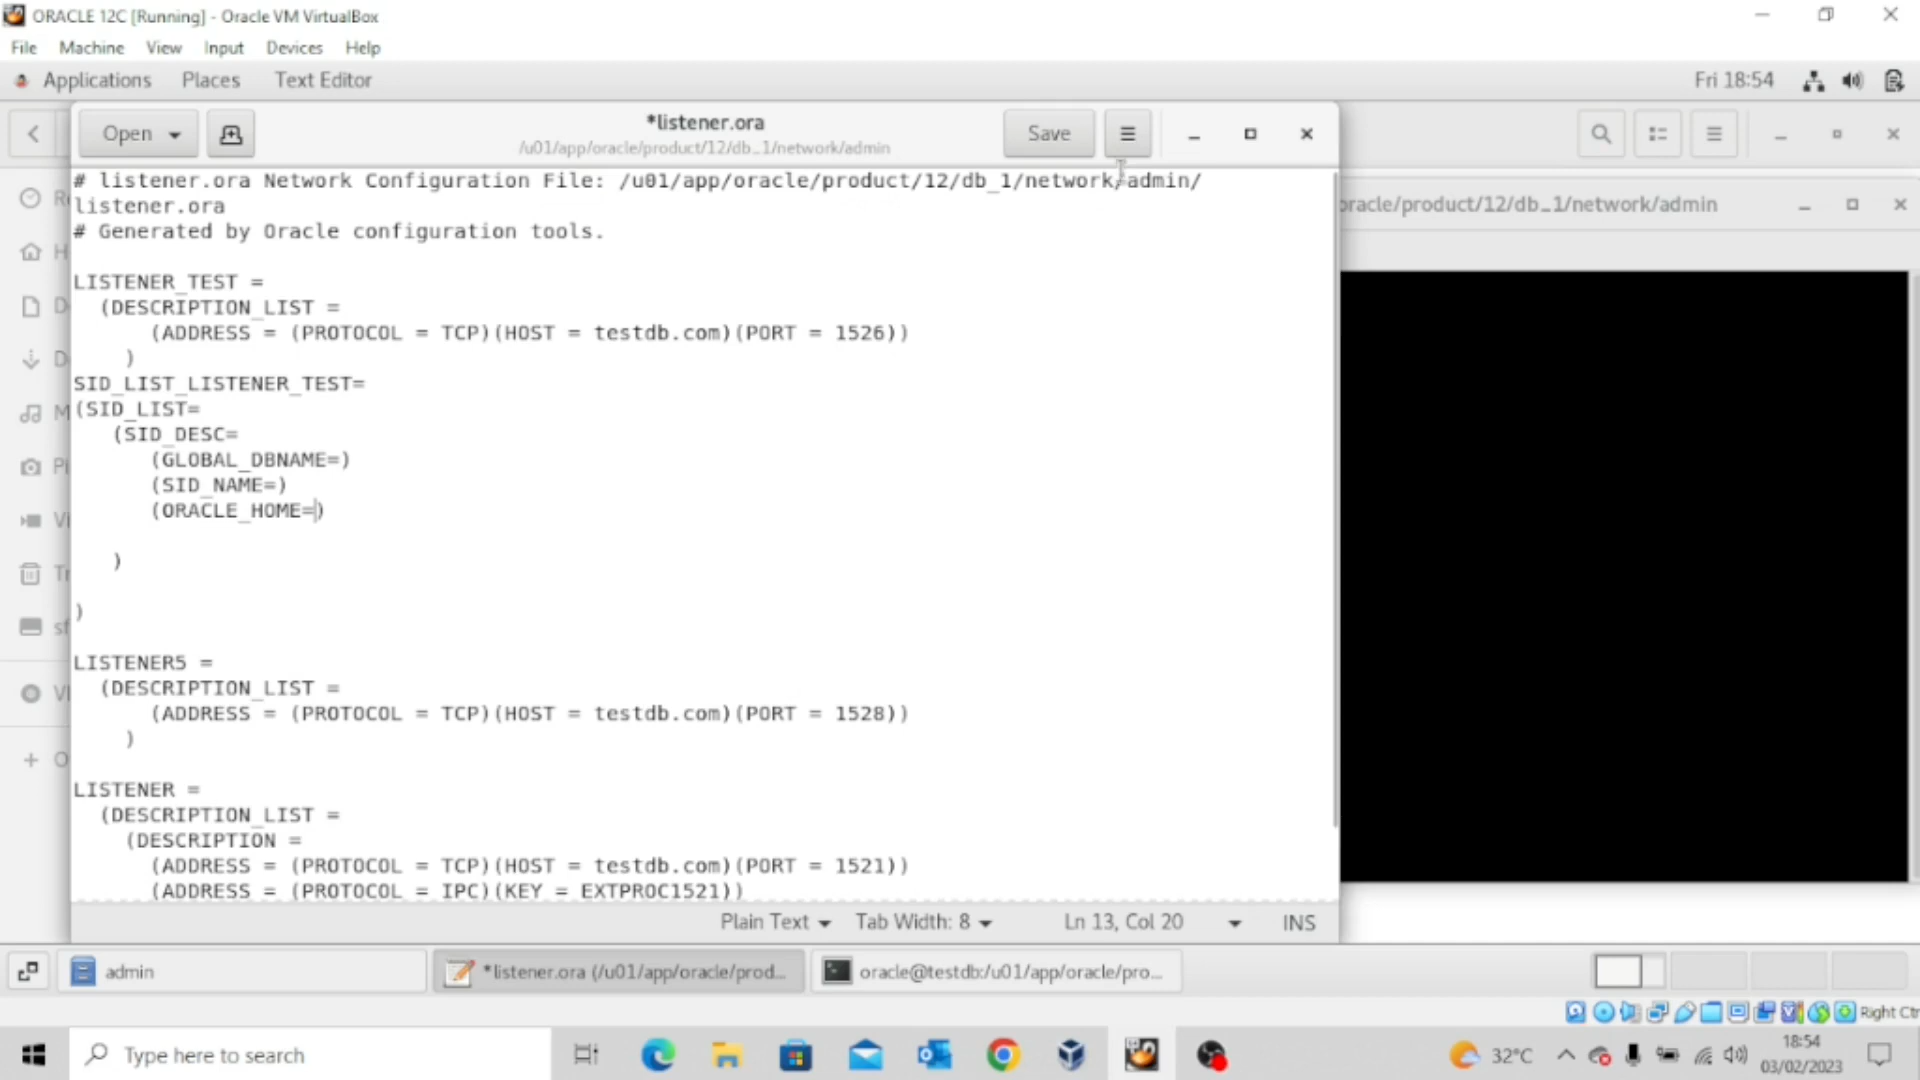 ORACLE 12C [Running] - Oracle VM VirtualBox
File Machine View Input Devices Help
Applications Places Text Editor Fri 18:54
Open *listener.ora Save
/u01/app/oracle/product/12/db_1/network/admin
oracle/product/12/db_1/network/admin
# listener.ora Network Configuration File: /u01/app/oracle/product/12/db_1/network/admin/
listener.ora
# Generated by Oracle configuration tools.
LISTENER_TEST =
(DESCRIPTION_LIST =
(ADDRESS = (PROTOCOL = TCP)(HOST = testdb.com)(PORT = 1526))
)
SID_LIST_LISTENER_TEST=
(SID_LIST=
(SID_DESC=
(GLOBAL_DBNAME=)
(SID_NAME=)
(ORACLE_HOME=)
)
)
LISTENER5 =
(DESCRIPTION_LIST =
(ADDRESS = (PROTOCOL = TCP)(HOST = testdb.com)(PORT = 1528))
)
LISTENER =
(DESCRIPTION_LIST =
(DESCRIPTION =
(ADDRESS = (PROTOCOL = TCP)(HOST = testdb.com)(PORT = 1521))
(ADDRESS = (PROTOCOL = IPC)(KEY = EXTPROC1521))
Plain Text Tab Width: 8 Ln 13, Col 20 INS
admin *listener.ora (/u01/app/oracle/prod... oracle@testdb:/u01/app/oracle/pro...
Right Ctr
Type here to search 32°C 18:54
03/02/2023